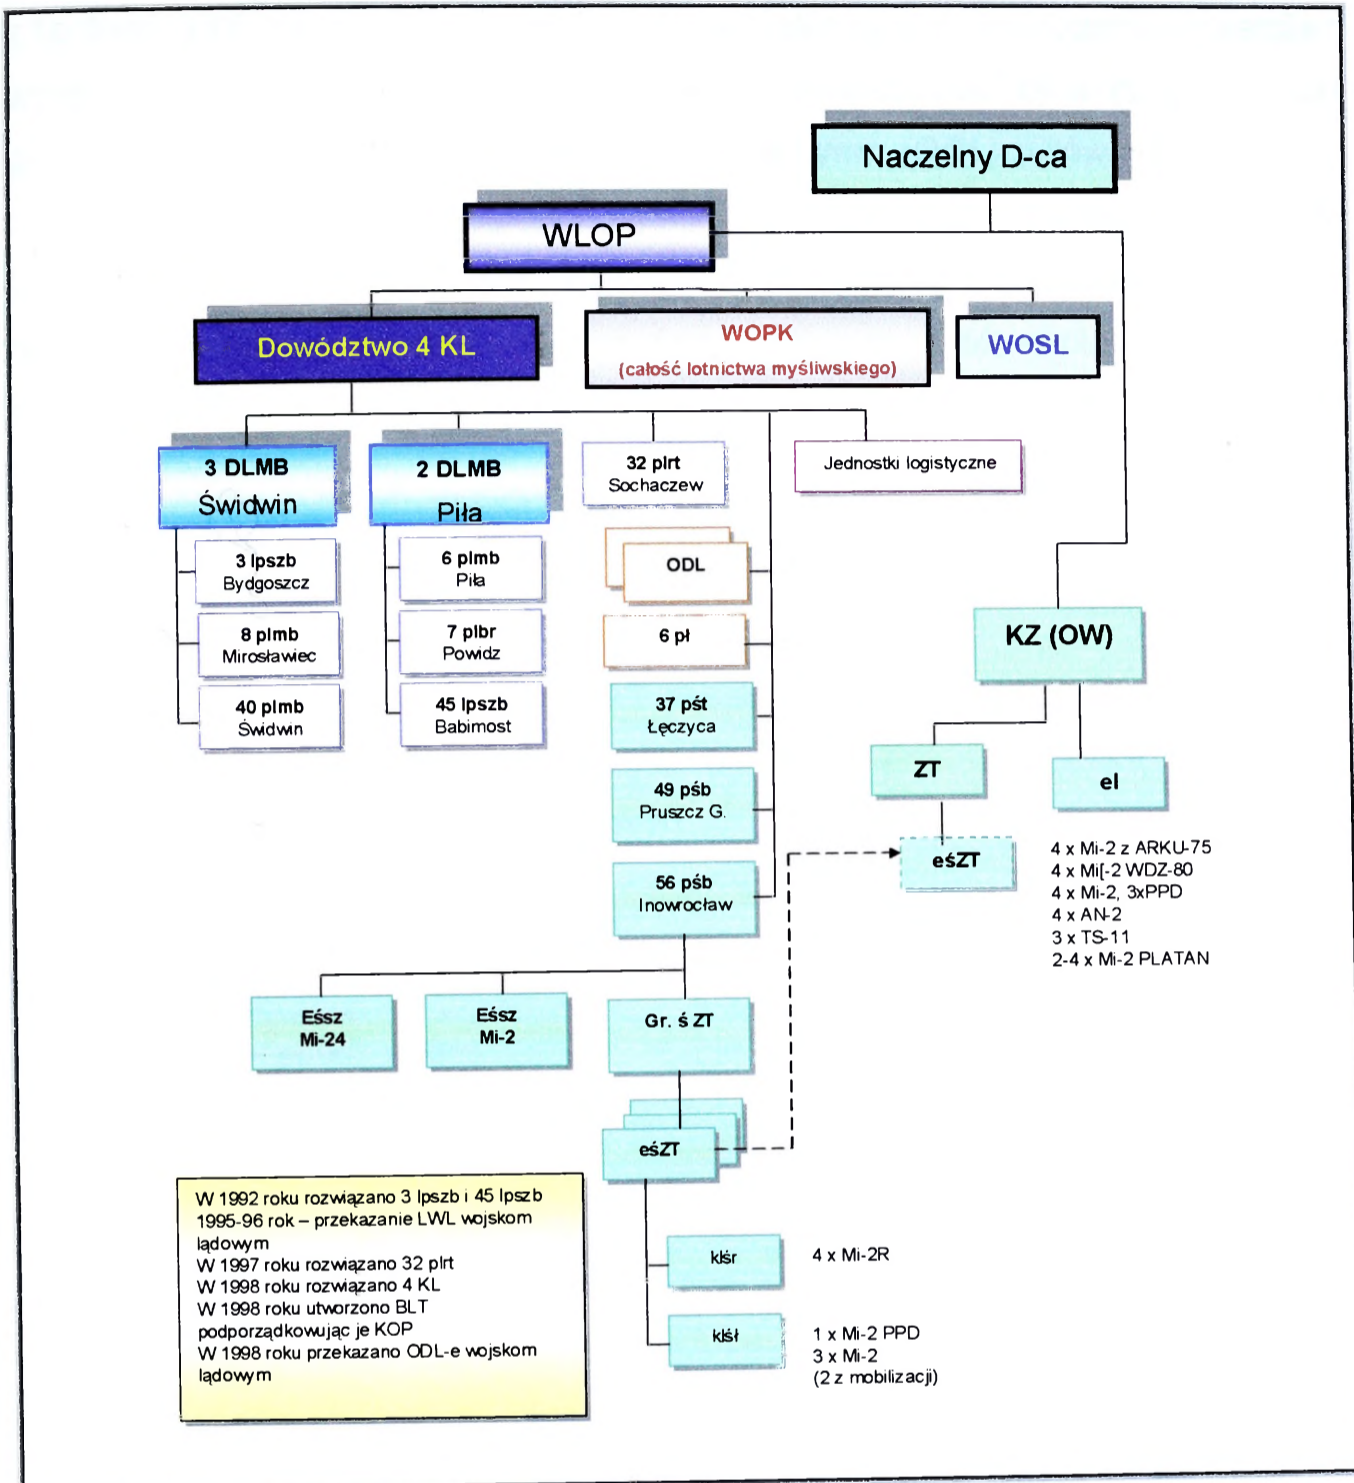 Naczelny D-ca
WLOP
Dowództwo 4 KL
WOPK
(całość lotnictwa myśliwskiego)
WOSL
3 DLMB
Świdwin
2 DLMB
Piła
32 plrt
Sochaczew
Jednostki logistyczne
3 lpszb
Bydgoszcz
8 plmb
Mirosławiec
40 plmb
Świdwin
6 plmb
Piła
7 plbr
Powidz
45 lpszb
Babimost
ODL
6 pł
37 pśt
Łęczyca
49 pśb
Pruszcz G.
56 pśb
Inowrocław
KZ (OW)
ZT
el
eśZT
4 x Mi-2 z ARKU-75
4 x Mi[-2 WDZ-80
4 x Mi-2, 3xPPD
4 x AN-2
3 x TS-11
2-4 x Mi-2 PLATAN
Eśsz
Mi-24
Eśsz
Mi-2
Gr. ś ZT
eśZT
klśr
4 x Mi-2R
klśł
1 x Mi-2 PPD
3 x Mi-2
(2 z mobilizacji)
W 1992 roku rozwiązano 3 lpszb i 45 lpszb
1995-96 rok – przekazanie LWL wojskom
lądowym
W 1997 roku rozwiązano 32 plrt
W 1998 roku rozwiązano 4 KL
W 1998 roku utworzono BLT
podporządkowując je KOP
W 1998 roku przekazano ODL-e wojskom
lądowym